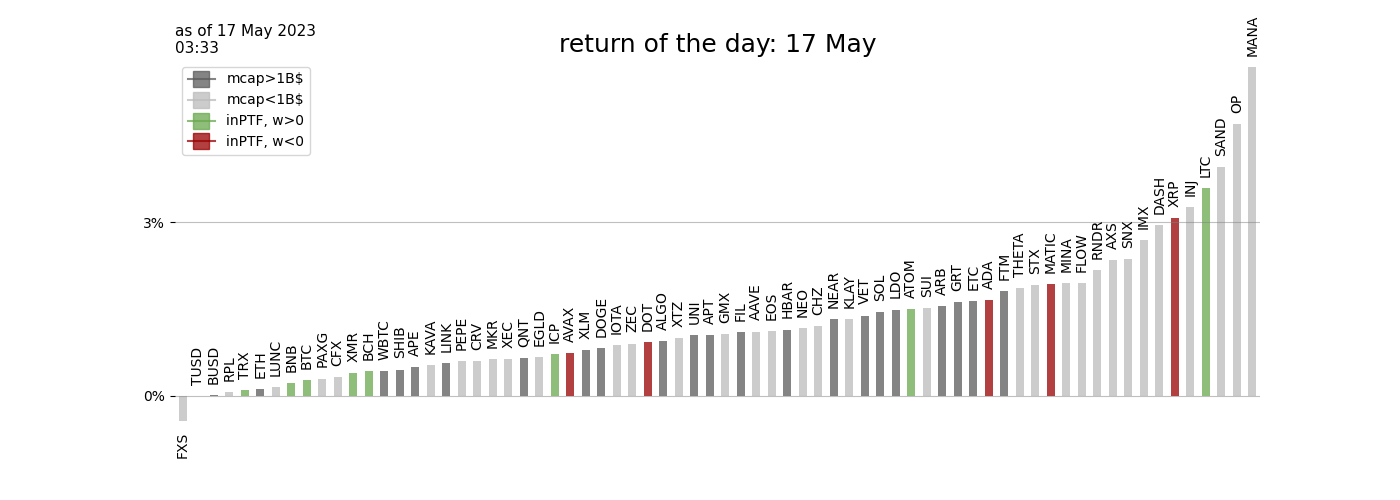 as of 17 May 2023
03:33
return of the day: 17 May
mcap>1B$
mcap<1B$
inPTF, w>0
inPTF, w<0
3%
0%
FXS
TUSD
BUSD
RPL
TRX
ETH
LUNC
BNB
BTC
PAXG
CFX
XMR
BCH
WBTC
SHIB
APE
KAVA
LINK
PEPE
CRV
MKR
XEC
QNT
EGLD
ICP
AVAX
XLM
DOGE
IOTA
ZEC
DOT
ALGO
XTZ
UNI
APT
GMX
FIL
AAVE
EOS
HBAR
NEO
CHZ
NEAR
KLAY
VET
SOL
LDO
ATOM
SUI
ARB
GRT
ETC
ADA
FTM
THETA
STX
MATIC
MINA
FLOW
RNDR
AXS
SNX
IMX
DASH
XRP
INJ
LTC
SAND
OP
MANA